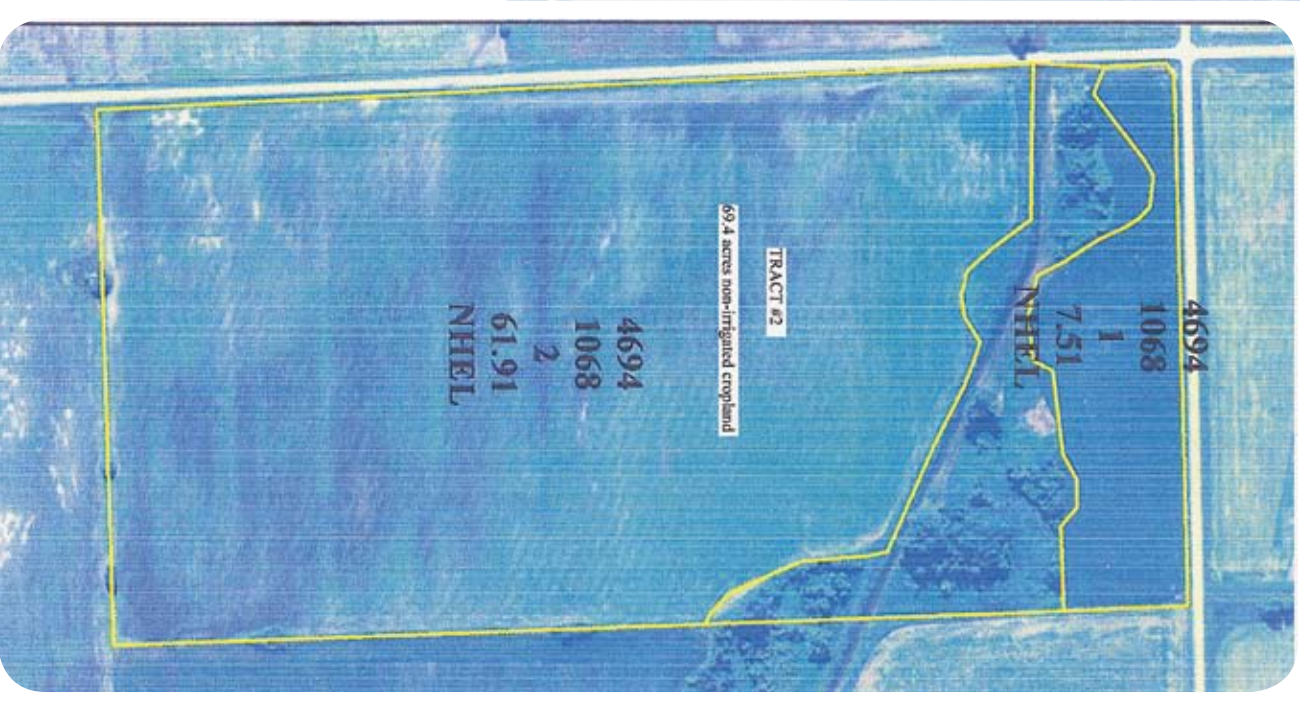 TRACT #2
69.4 acres non-irrigated cropland
4694
1068
1
7.51
NHEL
4694
1068
2
61.91
NHEL